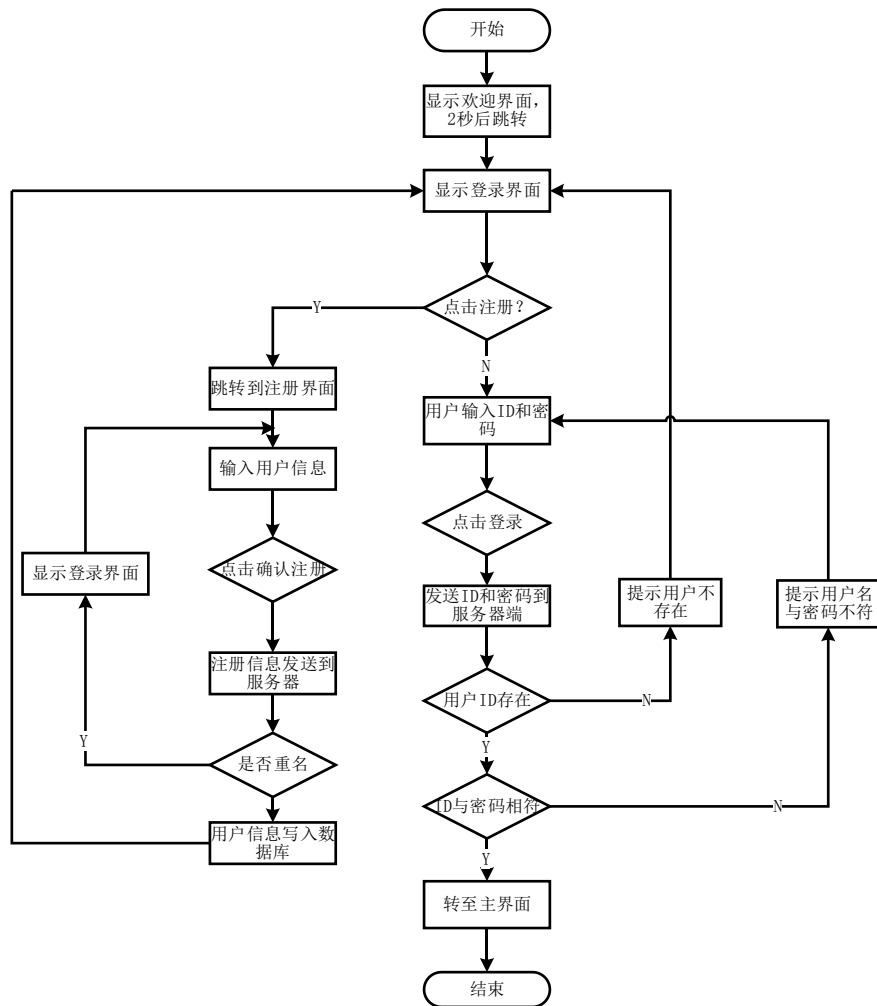 开始
显示欢迎界面，
2秒后跳转
显示登录界面
点击注册？
Y
N
跳转到注册界面
用户输入ID和密
码
输入用户信息
点击登录
显示登录界面
点击确认注册
发送ID和密码到
服务器端
提示用户不
存在
提示用户名
与密码不符
注册信息发送到
服务器
用户ID存在
N
Y
Y
是否重名
ID与密码相符
N
用户信息写入数
据库
Y
转至主界面
结束